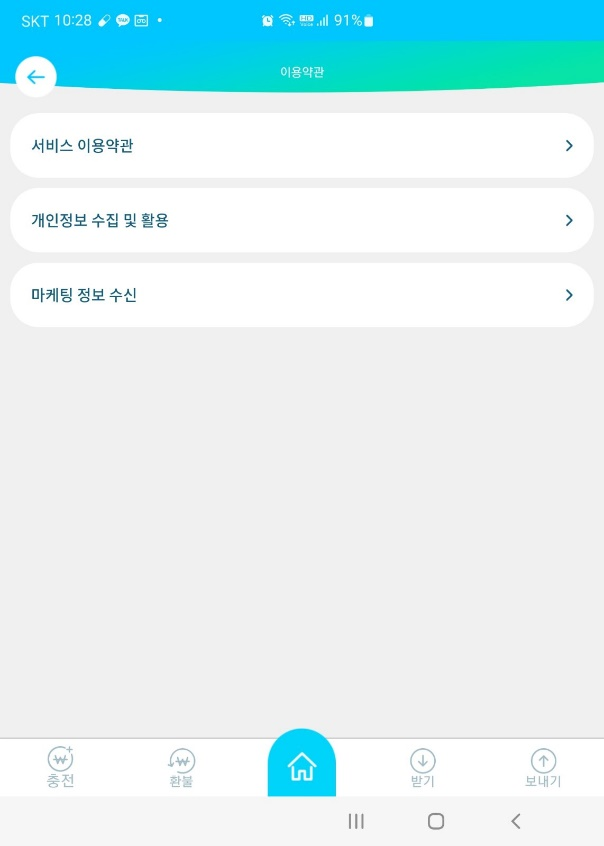 SKT 10:28 91%
이용약관
서비스 이용약관
개인정보 수집 및 활용
마케팅 정보 수신
충전 환불 받기 보내기